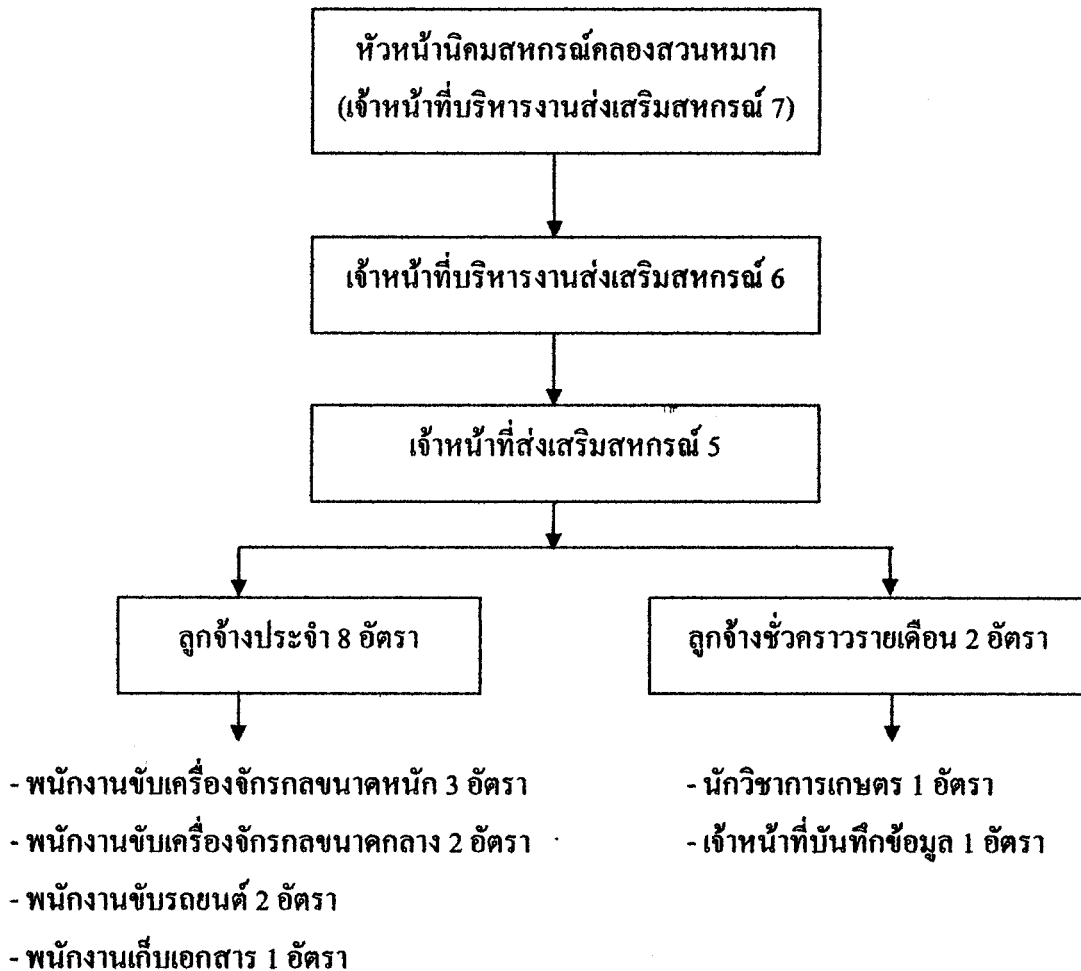 หัวหน้านิคมสหกรณ์คลองสวนหมาก
(เจ้าหน้าที่บริหารงานส่งเสริมสหกรณ์ 7)
เจ้าหน้าที่บริหารงานส่งเสริมสหกรณ์ 6
เจ้าหน้าที่ส่งเสริมสหกรณ์ 5
ลูกจ้างประจำ 8 อัตรา
- พนักงานขับเครื่องจักรกลขนาดหนัก 3 อัตรา
- พนักงานขับเครื่องจักรกลขนาดกลาง 2 อัตรา
- พนักงานขับรถยนต์ 2 อัตรา
- พนักงานเก็บเอกสาร 1 อัตรา
ลูกจ้างชั่วคราวรายเดือน 2 อัตรา
- นักวิชาการเกษตร 1 อัตรา
- เจ้าหน้าที่บันทึกข้อมูล 1 อัตรา